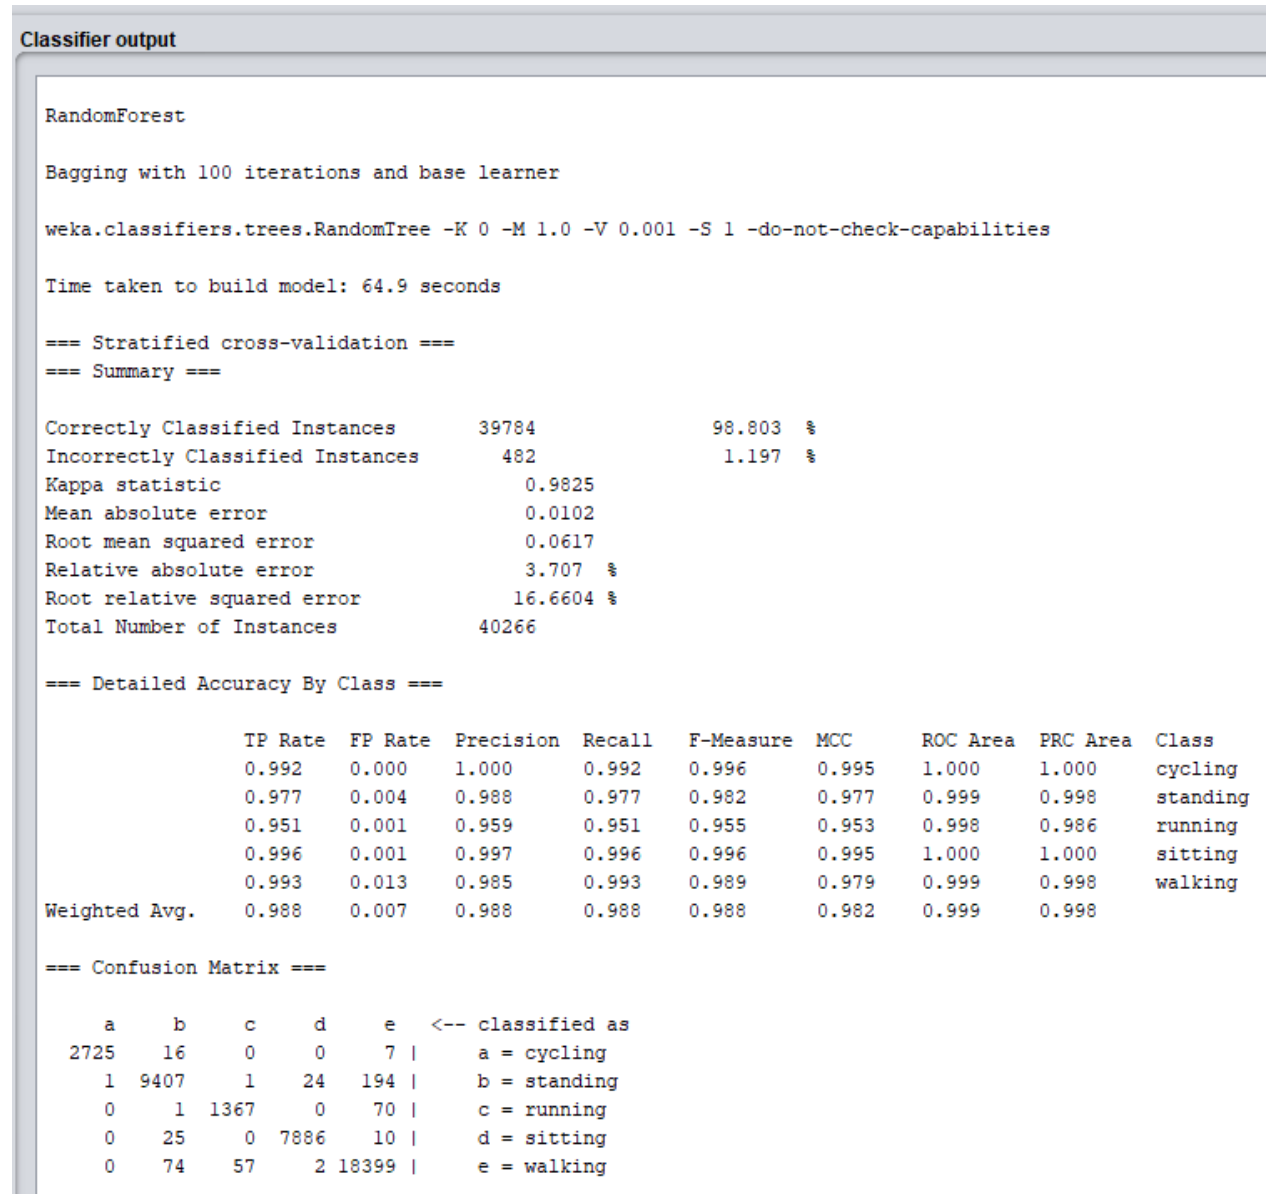 Classifier output
RandomForest
Bagging with 100 iterations and base learner
weka.classifiers.trees.RandomTree -K 0 -M 1.0 -V 0.001 -S 1 -do-not-check-capabilities
Time taken to build model: 64.9 seconds
=== Stratified cross-validation ===
=== Summary ===
Correctly Classified Instances 39784 98.803 %
Incorrectly Classified Instances 482 1.197 %
Kappa statistic 0.9825
Mean absolute error 0.0102
Root mean squared error 0.0617
Relative absolute error 3.707 %
Root relative squared error 16.6604 %
Total Number of Instances 40266
=== Detailed Accuracy By Class ===
TP Rate FP Rate Precision Recall F-Measure MCC ROC Area PRC Area Class
0.992 0.000 1.000 0.992 0.996 0.995 1.000 1.000 cycling
0.977 0.004 0.988 0.977 0.982 0.977 0.999 0.998 standing
0.951 0.001 0.959 0.951 0.955 0.953 0.998 0.986 running
0.996 0.001 0.997 0.996 0.996 0.995 1.000 1.000 sitting
0.993 0.013 0.985 0.993 0.989 0.979 0.999 0.998 walking
Weighted Avg. 0.988 0.007 0.988 0.988 0.988 0.982 0.999 0.998
=== Confusion Matrix ===
a b c d e <-- classified as
2725 16 0 0 7 | a = cycling
1 9407 1 24 194 | b = standing
0 1 1367 0 70 | c = running
0 25 0 7886 10 | d = sitting
0 74 57 2 18399 | e = walking